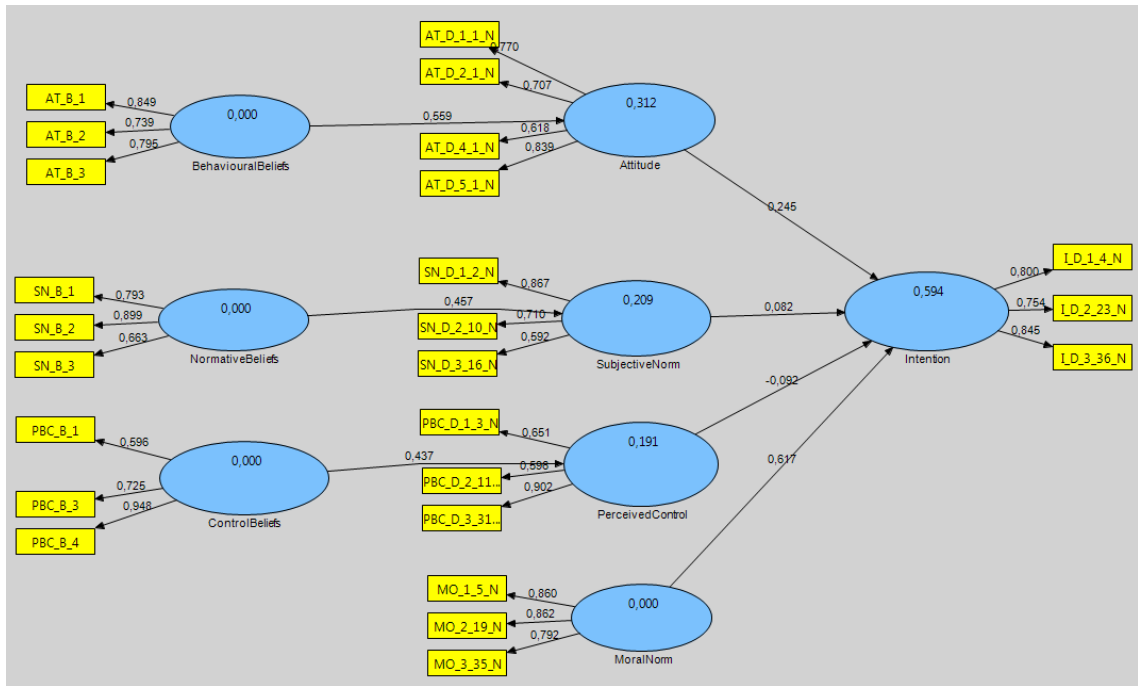 AT_D_1_1_N
0,770
AT_D_2_1_N
0,707
AT_B_1
0,849
AT_B_2
0,739
AT_B_3
0,795
0,000
BehaviouralBeliefs
0,559
0,312
Attitude
0,618
AT_D_4_1_N
0,839
AT_D_5_1_N
0,245
SN_B_1
0,793
SN_B_2
0,899
SN_B_3
0,663
0,000
NormativeBeliefs
0,457
SN_D_1_2_N
0,867
SN_D_2_10_N
0,710
SN_D_3_16_N
0,592
0,209
SubjectiveNorm
0,082
0,594
Intention
0,800
I_D_1_4_N
0,754
I_D_2_23_N
0,845
I_D_3_36_N
-0,092
PBC_B_1
0,596
PBC_B_3
0,725
PBC_B_4
0,948
0,000
ControlBeliefs
0,437
PBC_D_1_3_N
0,651
PBC_D_2_11...
PBC_D_3_31...
0,902
0,191
PerceivedControl
0,617
MO_1_5_N
0,860
MO_2_19_N
0,862
MO_3_35_N
0,792
0,000
MoralNorm